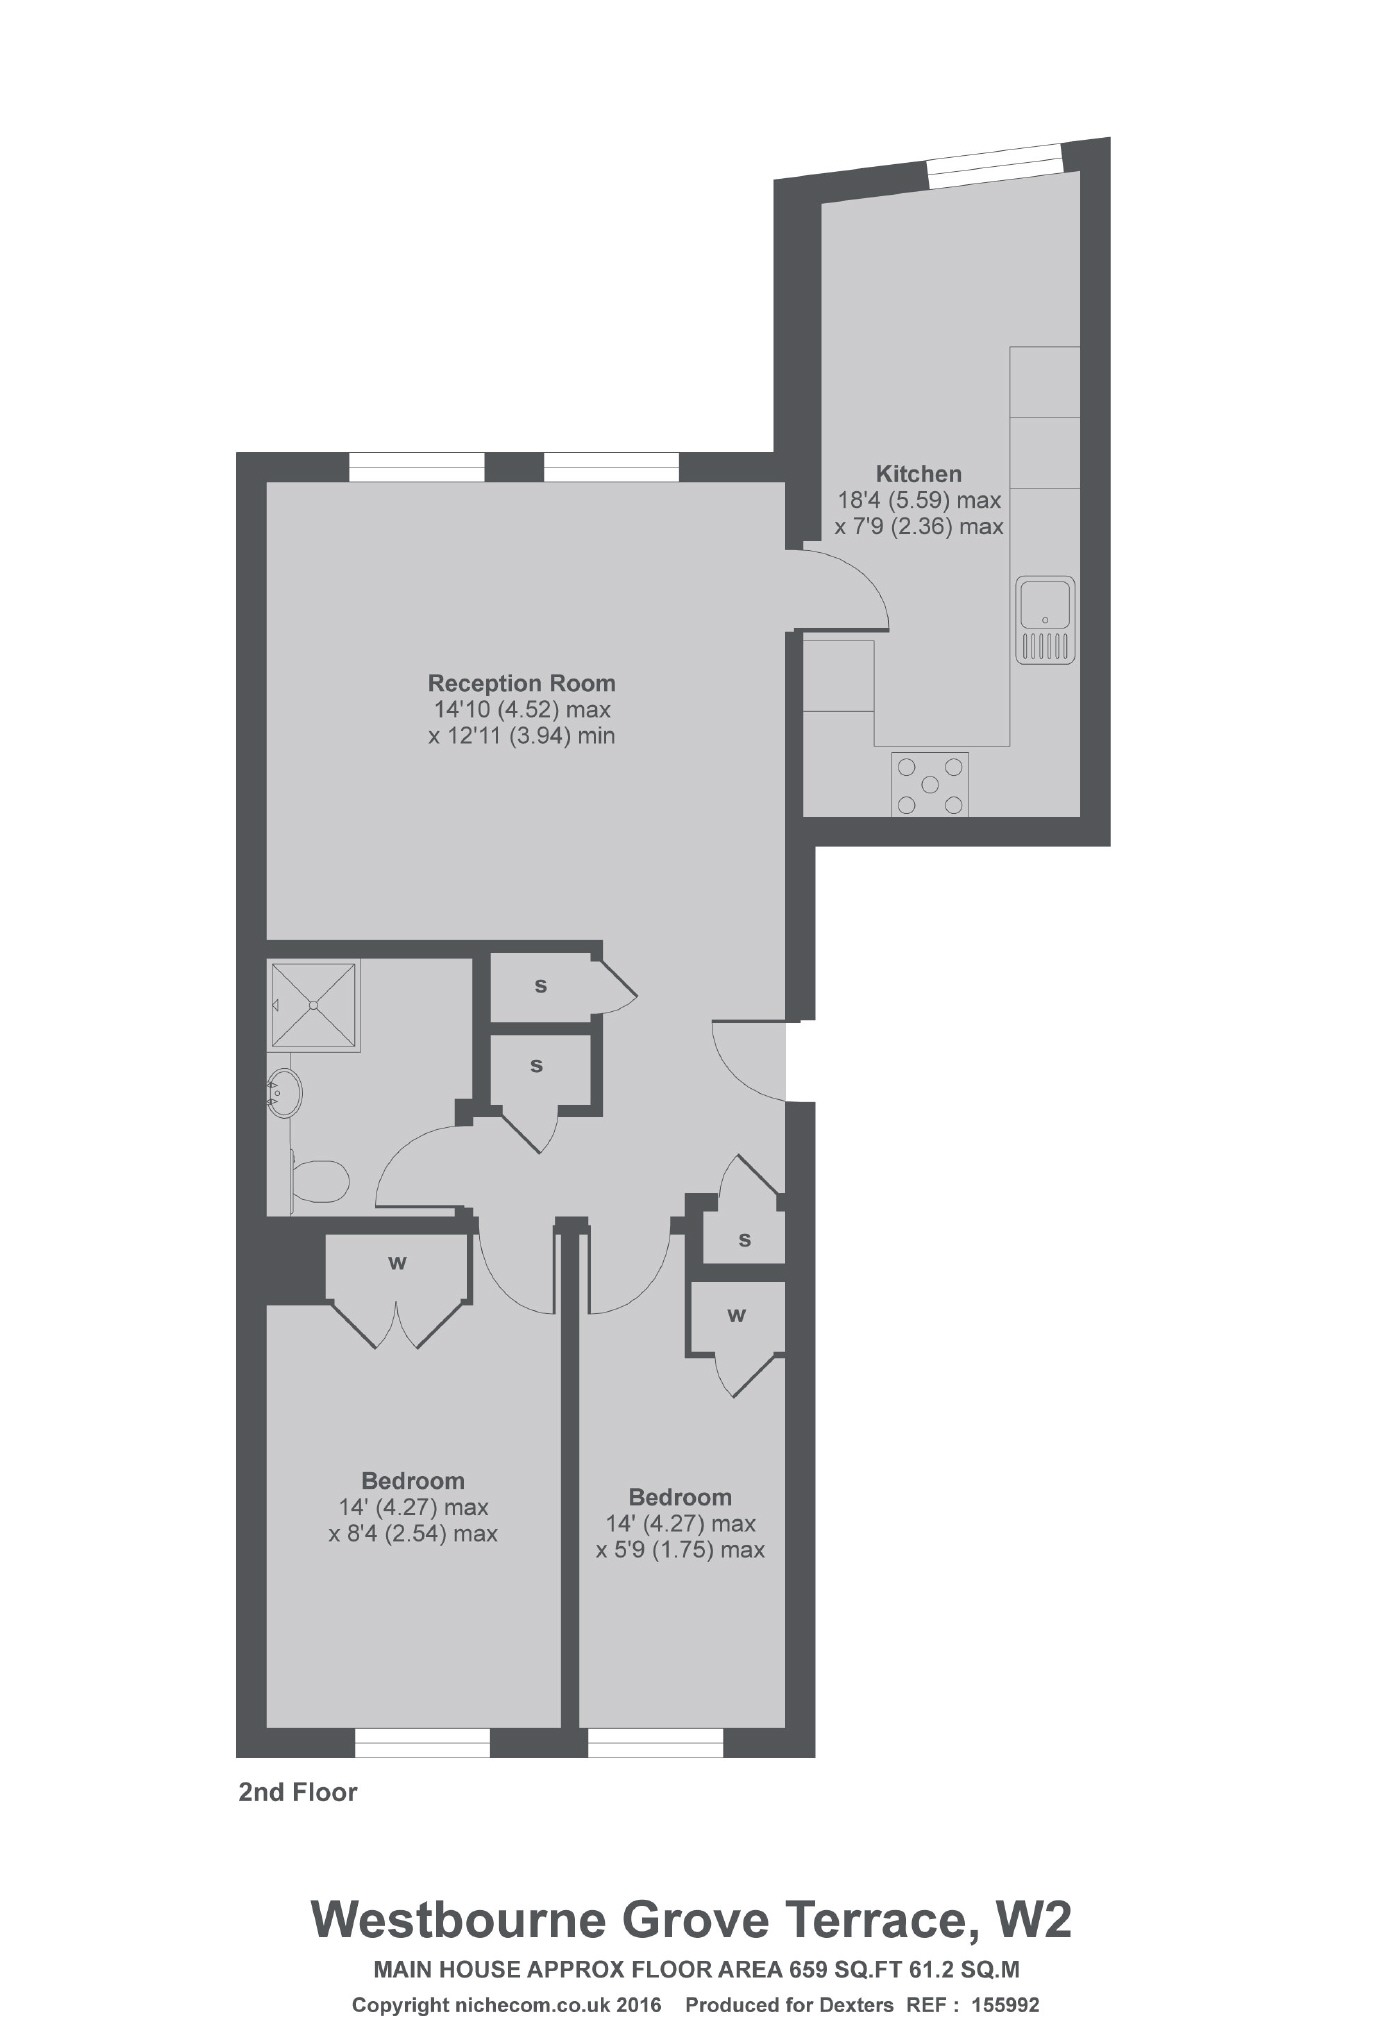 Kitchen
18'4 (5.59) max
x 7'9 (2.36) max
Reception Room
14'10 (4.52) max
x 12'11 (3.94) min
s
s
s
w
w
Bedroom
14' (4.27) max
x 8'4 (2.54) max
Bedroom
14' (4.27) max
x 5'9 (1.75) max
2nd Floor
Westbourne Grove Terrace, W2
MAIN HOUSE APPROX FLOOR AREA 659 SQ.FT 61.2 SQ.M
Copyright nichecom.co.uk 2016 Produced for Dexters REF : 155992